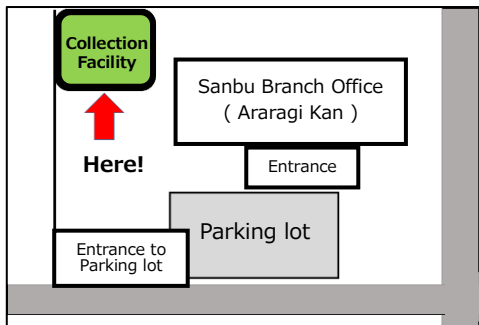 Collection
Facility
Sanbu Branch Office
( Araragi Kan )
Here!
Entrance
Parking lot
Entrance to
Parking lot